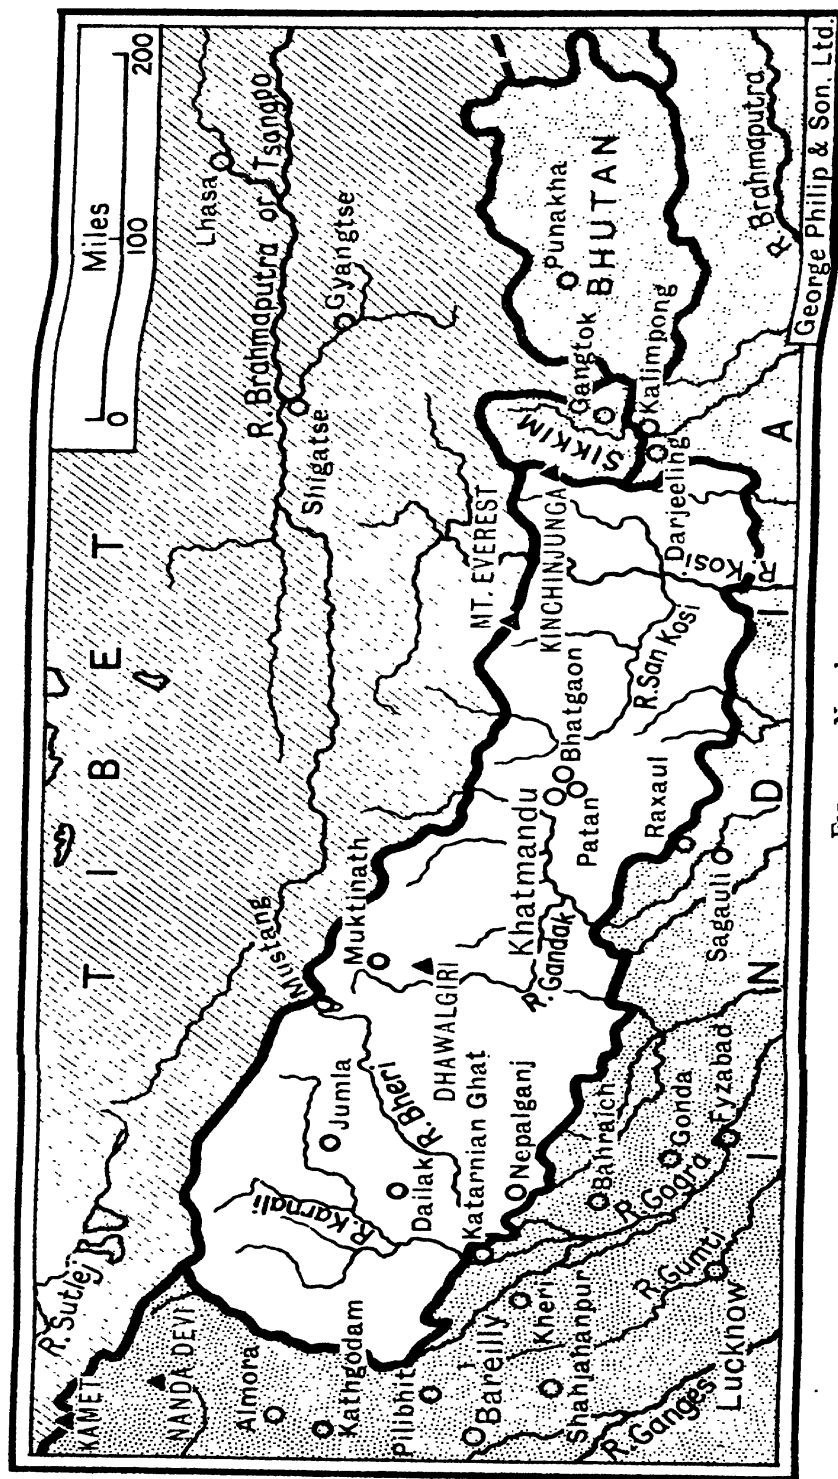 Miles
0
100
200
T I B E T
Lhasa
R. Brahmaputra or Tsangpo
Gyangtse
Shigatse
R. Sutlej
KAMET
NANDA DEVI
Mustang
Muktinath
MT. EVEREST
Almora
Jumla
DHAWALGIRI
KINCHINJUNGA
SIKKIM
Gangtok
Punakha
BHUTAN
Kathgodam
R. Karnali
R. Bheri
Dailak
Khatmandu
Bhatgaon
Patan
Kalimpong
Darjeeling
Pilibhit
Katarnian Ghat
Nepalganj
R. Gandak
R. San Kosi
R. Kosi
Bareilly
Kheri
Bahraich
Raxaul
Shahjahanpur
R. Gogra
Gonda
Sagauli
R. Brahmaputra
R. Ganges
R. Gumti
Lucknow
Fyzabad
I N D I A
George Philip & Son. Ltd.